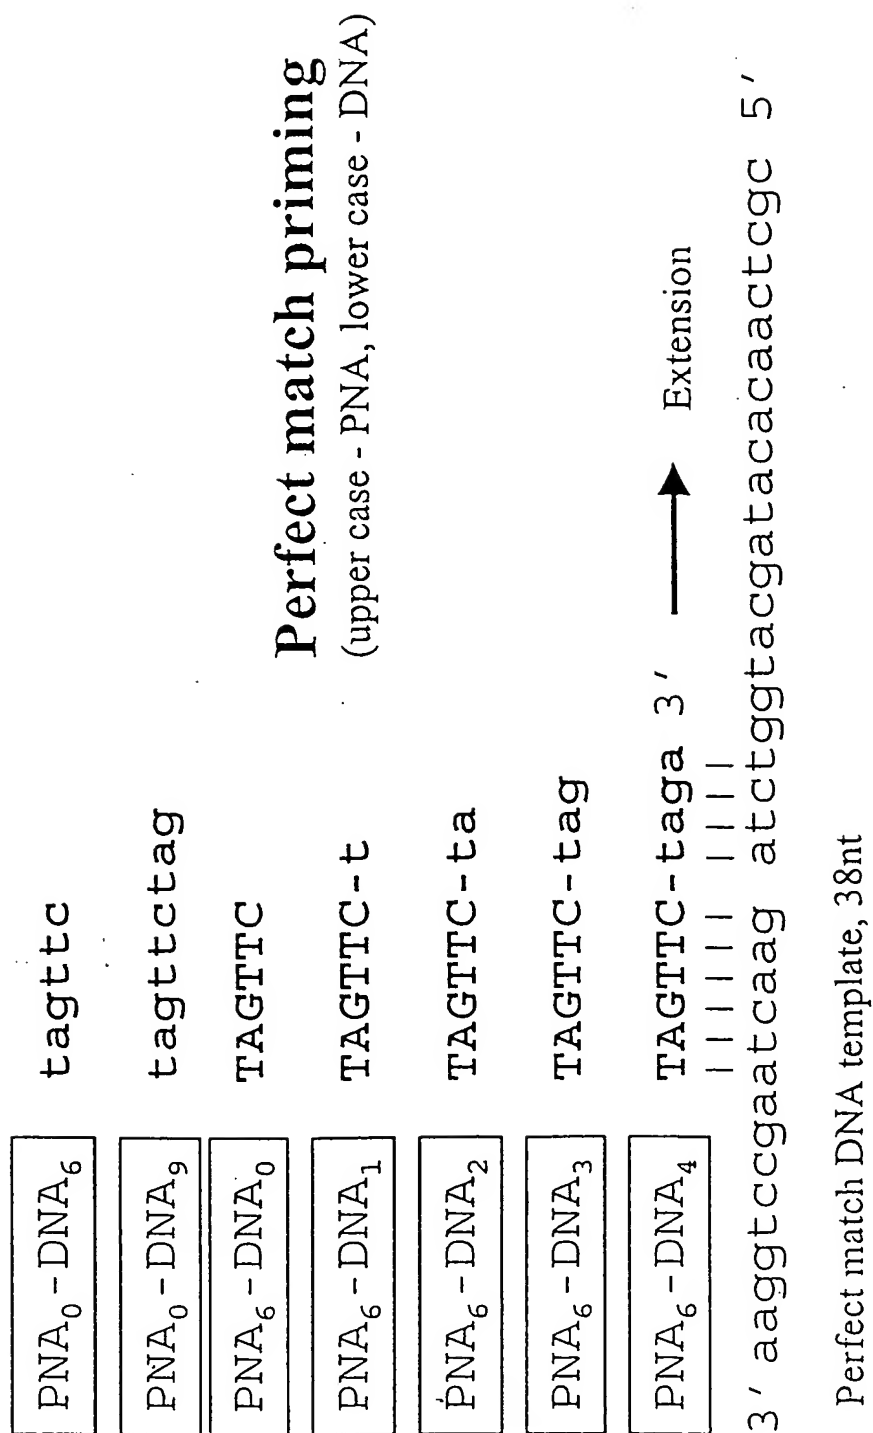 PNA₀-DNA₆ tagttc
PNA₀-DNA₉ tagttctag
PNA₆-DNA₀ TAGTTC
PNA₆-DNA₁ TAGTTC-t
PNA₆-DNA₂ TAGTTC-ta
PNA₆-DNA₃ TAGTTC-tag
Perfect match priming
(upper case - PNA, lower case - DNA)
PNA₆-DNA₄ TAGTTC-taga 3′ Extension
3′ aaggtccgaatcaag atctggtacgatacacaactcgc 5′
Perfect match DNA template, 38nt